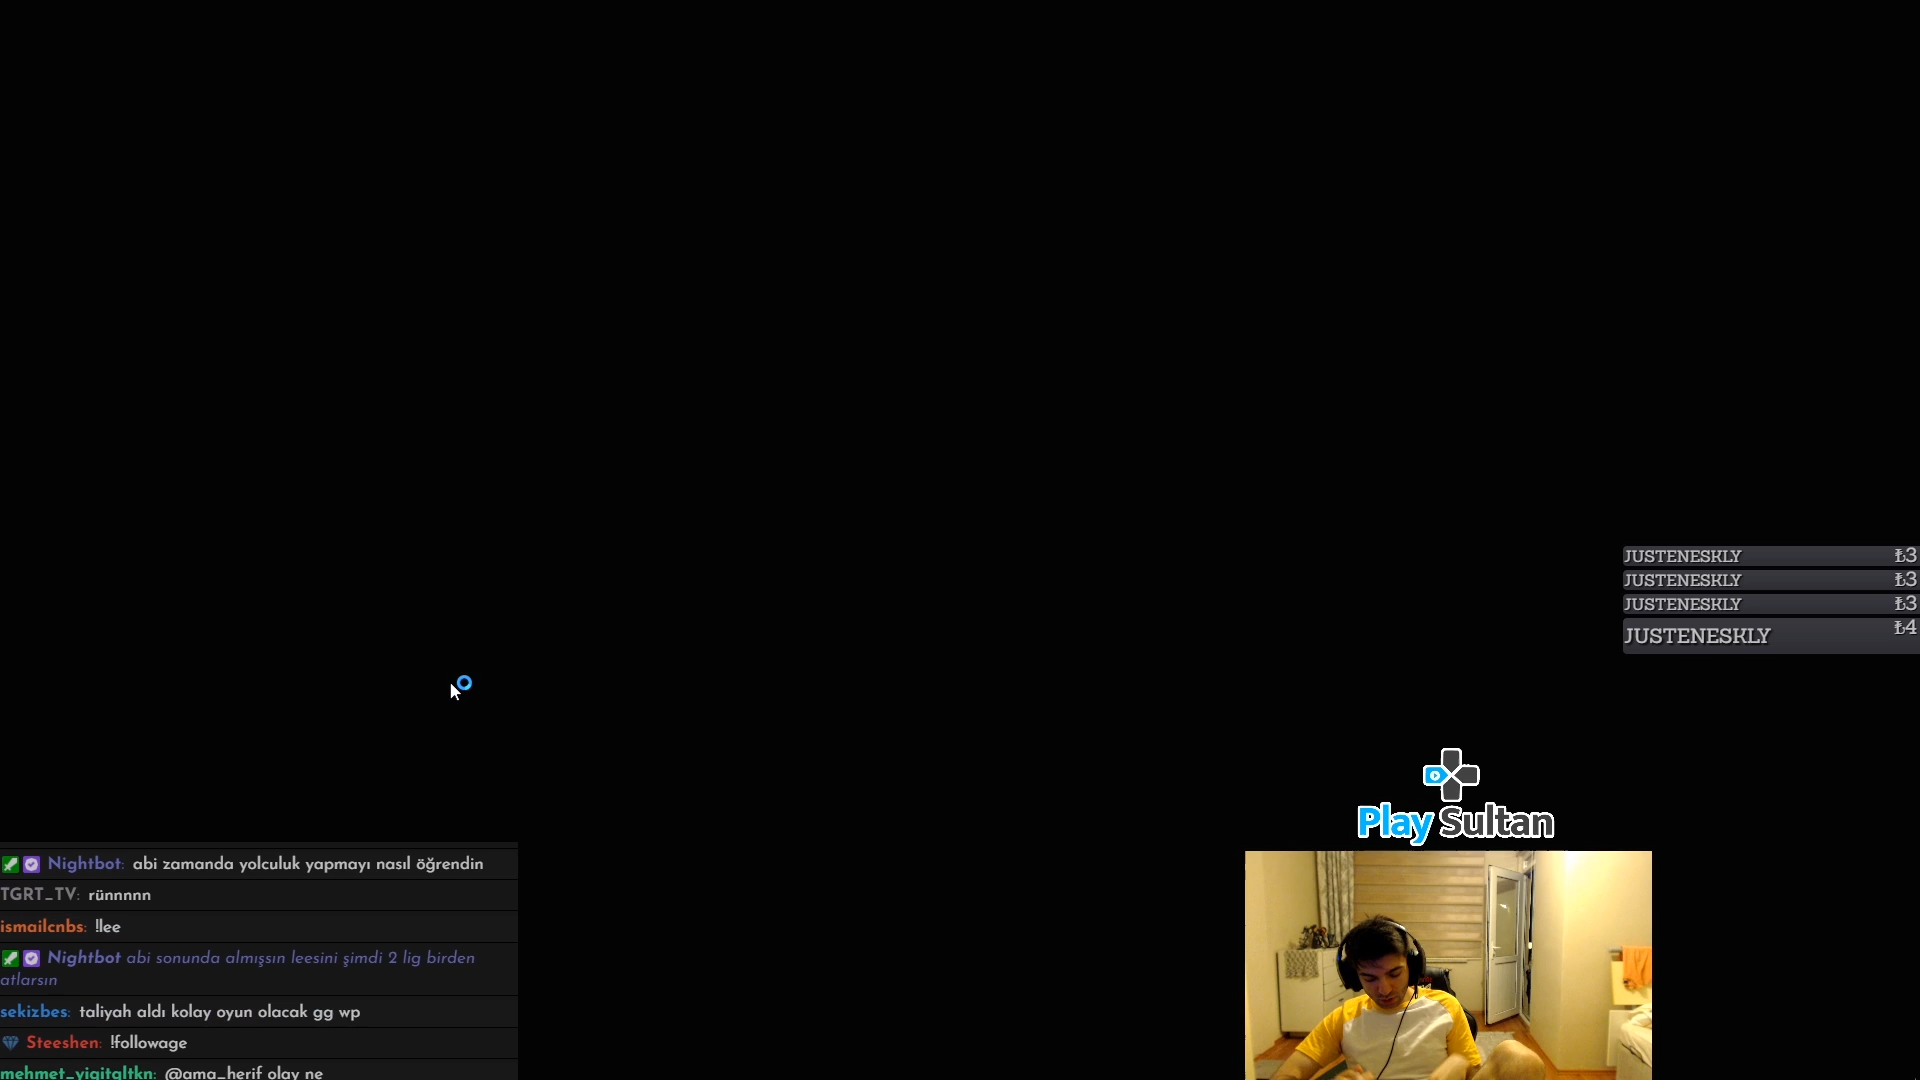 JUSTENESKLY ₺3
JUSTENESKLY ₺3
JUSTENESKLY ₺3
JUSTENESKLY ₺4
Play Sultan
Nightbot: abi zamanda yolculuk yapmayı nasıl öğrendin
TGRT_TV: rünnnnn
ismailcnbs: !lee
Nightbot abi sonunda almışsın leesini şimdi 2 lig birden
atlarsın
sekizbes: taliyah aldı kolay oyun olacak gg wp
Steeshen: !followage
mehmet_yigitgltkn: @ama_herif olay ne